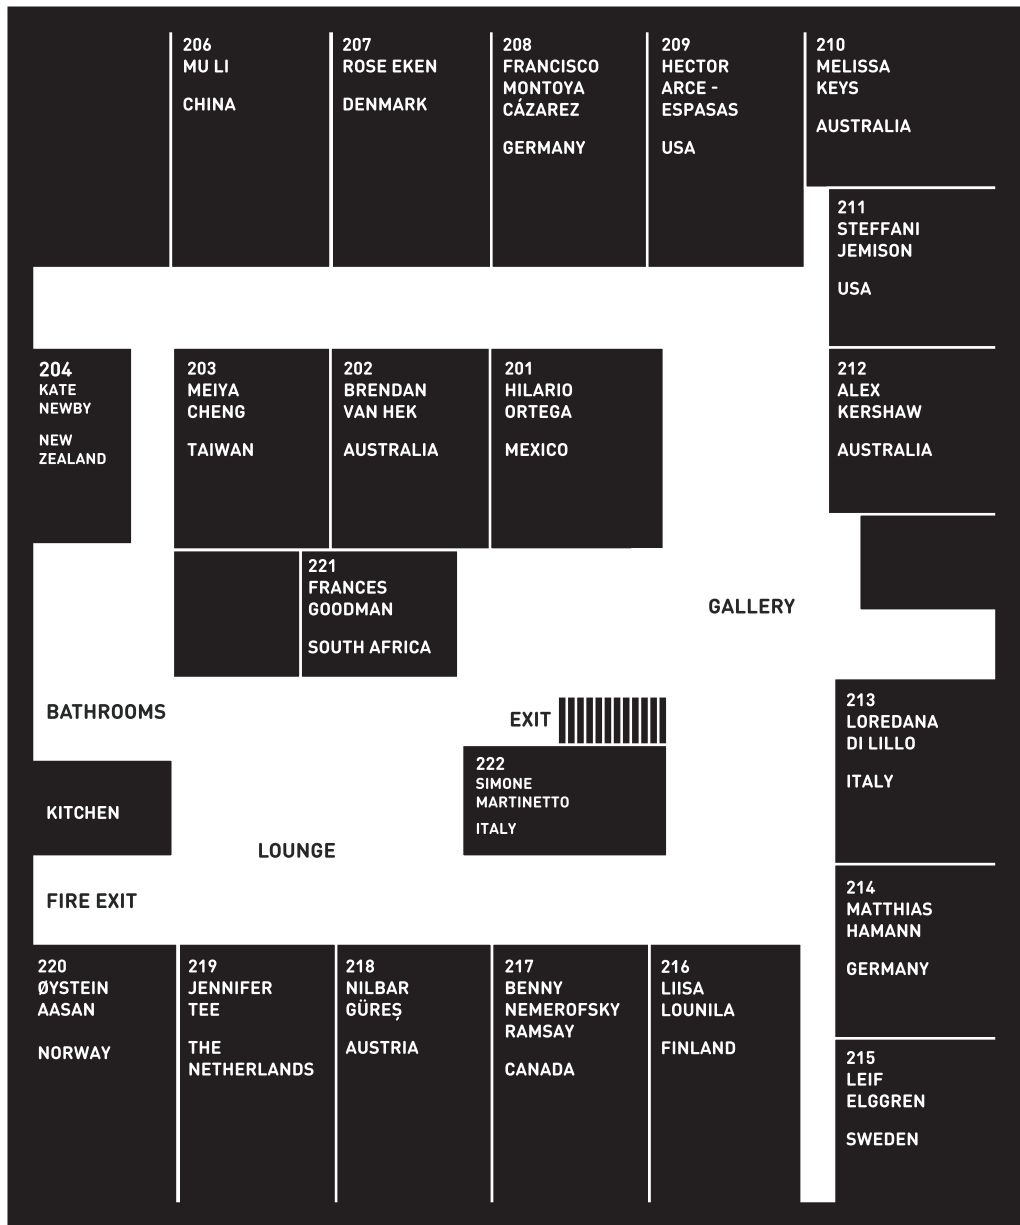 206
MU LI
CHINA
207
ROSE EKEN
DENMARK
208
FRANCISCO
MONTOYA
CÁZAREZ
GERMANY
209
HECTOR
ARCE -
ESPASAS
USA
210
MELISSA
KEYS
AUSTRALIA
211
STEFFANI
JEMISON
USA
204
KATE
NEWBY
NEW
ZEALAND
203
MEIYA
CHENG
TAIWAN
202
BRENDAN
VAN HEK
AUSTRALIA
201
HILARIO
ORTEGA
MEXICO
212
ALEX
KERSHAW
AUSTRALIA
221
FRANCES
GOODMAN
SOUTH AFRICA
GALLERY
BATHROOMS
EXIT
213
LOREDANA
DI LILLO
ITALY
222
SIMONE
MARTINETTO
ITALY
KITCHEN
LOUNGE
FIRE EXIT
214
MATTHIAS
HAMANN
GERMANY
220
ØYSTEIN
AASAN
NORWAY
219
JENNIFER
TEE
THE
NETHERLANDS
218
NILBAR
GÜREŞ
AUSTRIA
217
BENNY
NEMEROFSKY
RAMSAY
CANADA
216
LIISA
LOUNILA
FINLAND
215
LEIF
ELGGREN
SWEDEN